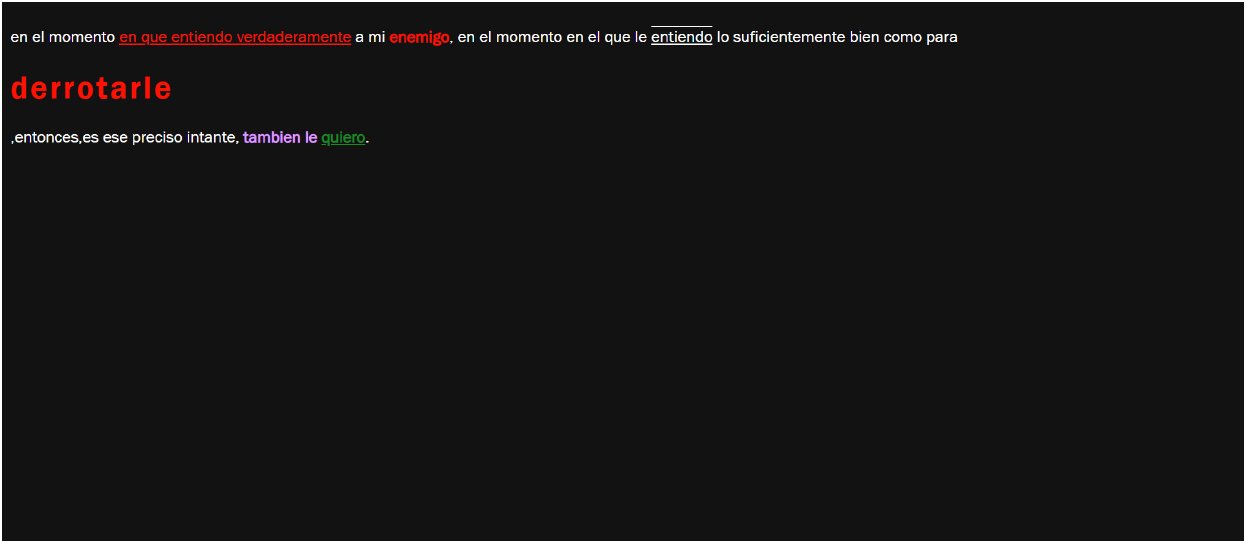 en el momento en que entiendo verdaderamente a mi enemigo, en el momento en el que le entiendo lo suficientemente bien como para
derrotarle
,entonces,es ese preciso intante, tambien le quiero.